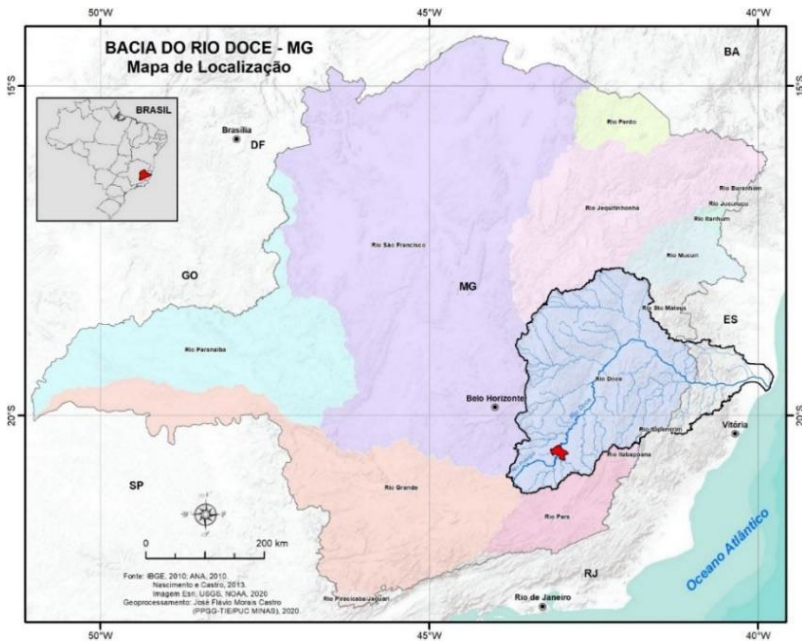 50°W
45°W
40°W
BACIA DO RIO DOCE - MG
Mapa de Localização
BA
15°S
15°S
BRASIL
Brasília
DF
Rio Pardo
Rio Buranhém
Rio Jequitinhonha
Rio Jucuruçu
Rio Itanhum
Rio São Francisco
Rio Mucuri
GO
MG
Rio São Mateus
ES
Rio Paranaíba
Rio Doce
Rio Doce
Belo Horizonte
20°S
20°S
Vitória
Rio Itapemirim
Rio Itabapoana
SP
Rio Grande
Rio Para
0
200 km
Oceano Atlântico
RJ
Fonte: IBGE, 2010; ANA, 2010.
Nascimento e Castro, 2013.
Imagem Esri, USGS, NOAA, 2020
Geoprocessamento: José Flávio Morais Castro
(PPGG-TIE/PUC MINAS), 2020.
Rio Piracicaba/Jaguari
Rio de Janeiro
50°W
45°W
40°W